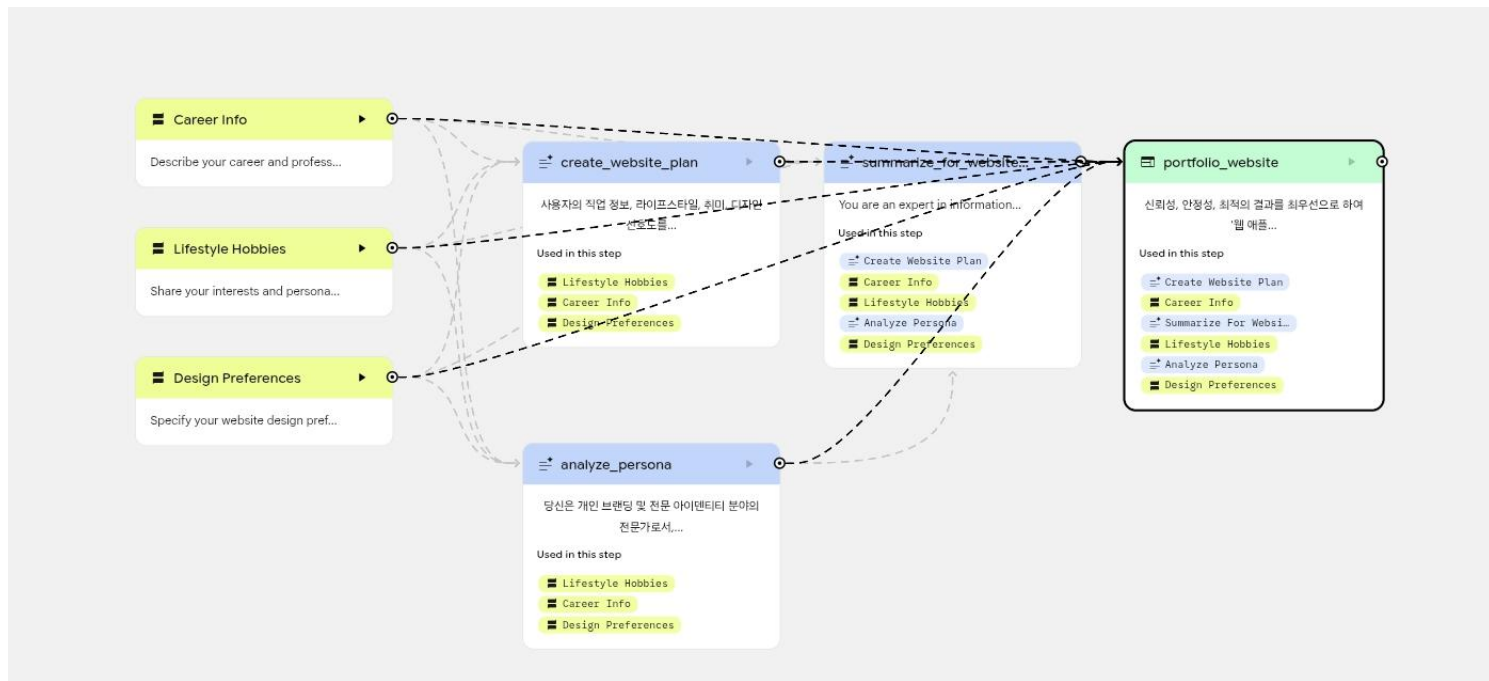 Career Info
Describe your career and profess...
Lifestyle Hobbies
Share your interests and persona...
Design Preferences
Specify your website design pref...
create_website_plan
사용자의 직업 정보, 라이프스타일, 취미, 디자인
선호도를...
Used in this step
Lifestyle Hobbies
Career Info
Design Preferences
analyze_persona
당신은 개인 브랜딩 및 전문 아이덴티티 분야의
전문가로서,...
Used in this step
Lifestyle Hobbies
Career Info
Design Preferences
summarize_for_website...
You are an expert in information...
Used in this step
Create Website Plan
Career Info
Lifestyle Hobbies
Analyze Persona
Design Preferences
portfolio_website
신뢰성, 안정성, 최적의 결과를 최우선으로 하여
'웹 애플...
Used in this step
Create Website Plan
Career Info
Summarize For Websi...
Lifestyle Hobbies
Analyze Persona
Design Preferences